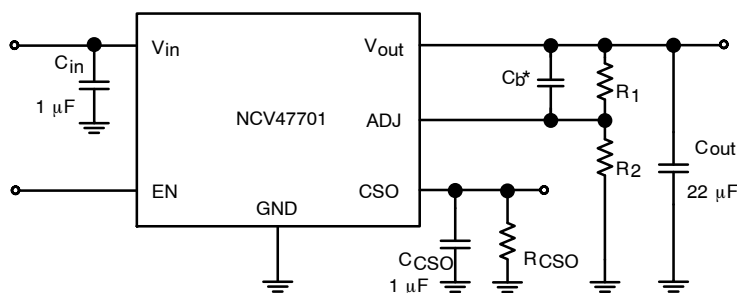 Vin
Vout
Cin
1 μF
Cb*
R1
NCV47701
ADJ
R2
Cout
22 μF
EN
CSO
GND
CCSO
1 μF
RCSO